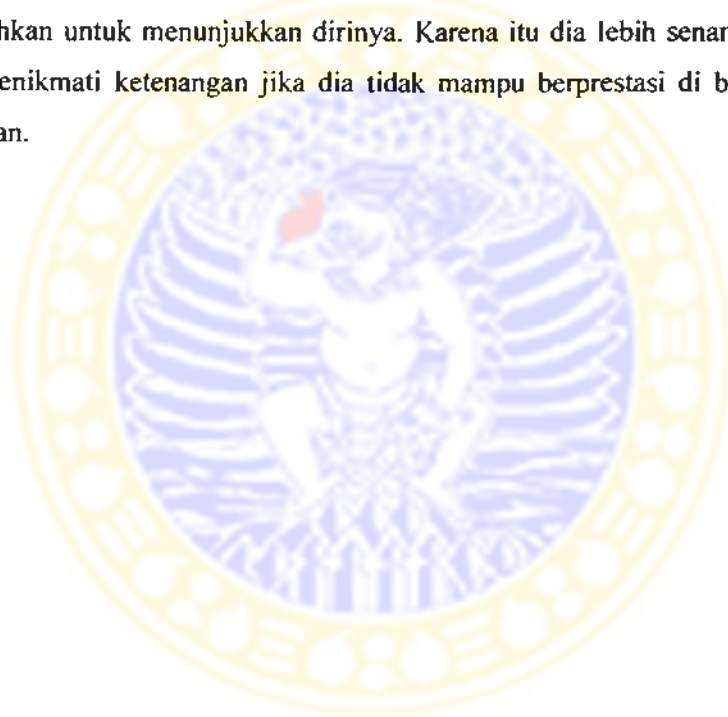 hkan untuk menunjukkan dirinya. Karena itu dia lebih senan
enikmati ketenangan jika dia tidak mampu berprestasi di b
an.